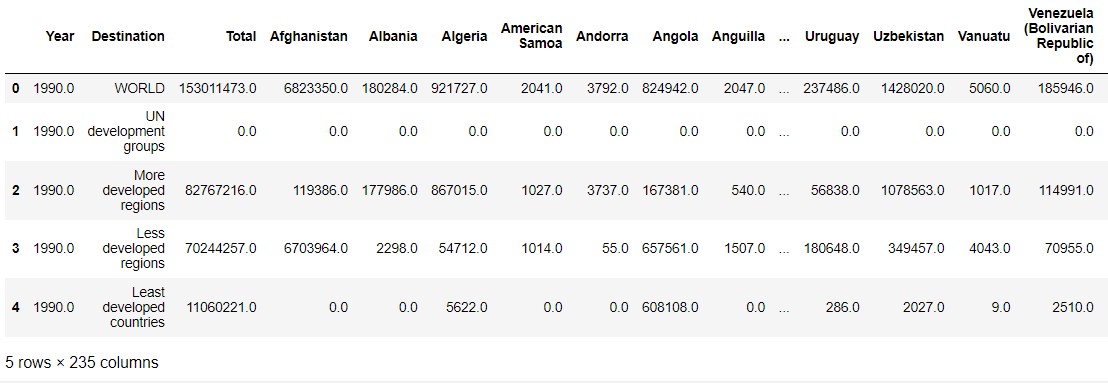 Year Destination Total Afghanistan Albania Algeria American Samoa Andorra Angola Anguilla ... Uruguay Uzbekistan Vanuatu Venezuela (Bolivarian Republic of)
0 1990.0 WORLD 153011473.0 6823350.0 180284.0 921727.0 2041.0 3792.0 824942.0 2047.0 ... 237486.0 1428020.0 5060.0 185946.0
1 1990.0 UN development groups 0.0 0.0 0.0 0.0 0.0 0.0 0.0 0.0 ... 0.0 0.0 0.0 0.0
2 1990.0 More developed regions 82767216.0 119386.0 177986.0 867015.0 1027.0 3737.0 167381.0 540.0 ... 56838.0 1078563.0 1017.0 114991.0
3 1990.0 Less developed regions 70244257.0 6703964.0 2298.0 54712.0 1014.0 55.0 657561.0 1507.0 ... 180648.0 349457.0 4043.0 70955.0
4 1990.0 Least developed countries 11060221.0 0.0 0.0 5622.0 0.0 0.0 608108.0 0.0 ... 286.0 2027.0 9.0 2510.0
5 rows × 235 columns